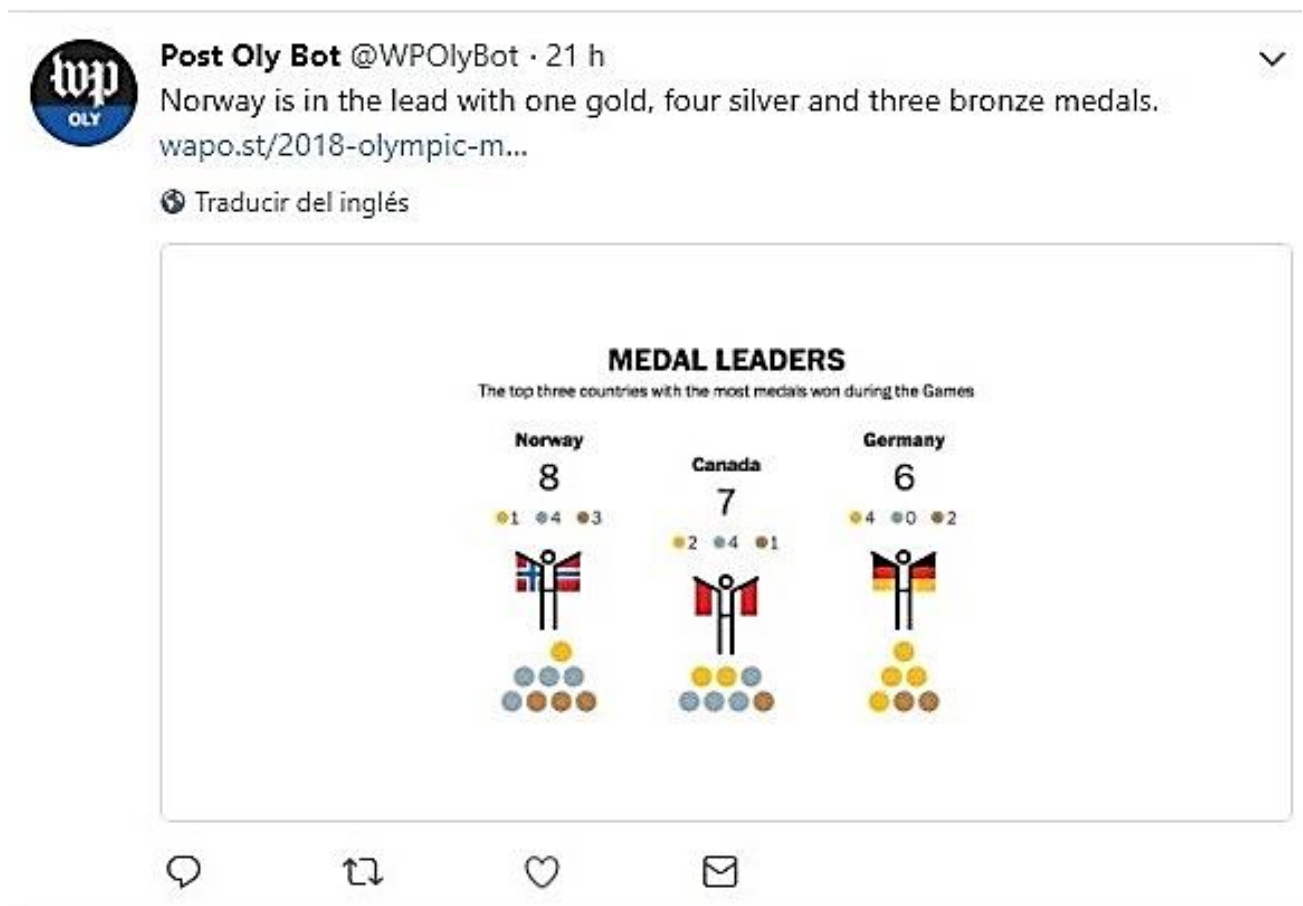 wp
OLY
Post Oly Bot @WPOlyBot · 21 h
Norway is in the lead with one gold, four silver and three bronze medals.
wapo.st/2018-olympic-m...
Traducir del inglés
MEDAL LEADERS
The top three countries with the most medals won during the Games
Norway
8
1 4 3
Canada
7
2 4 1
Germany
6
4 0 2